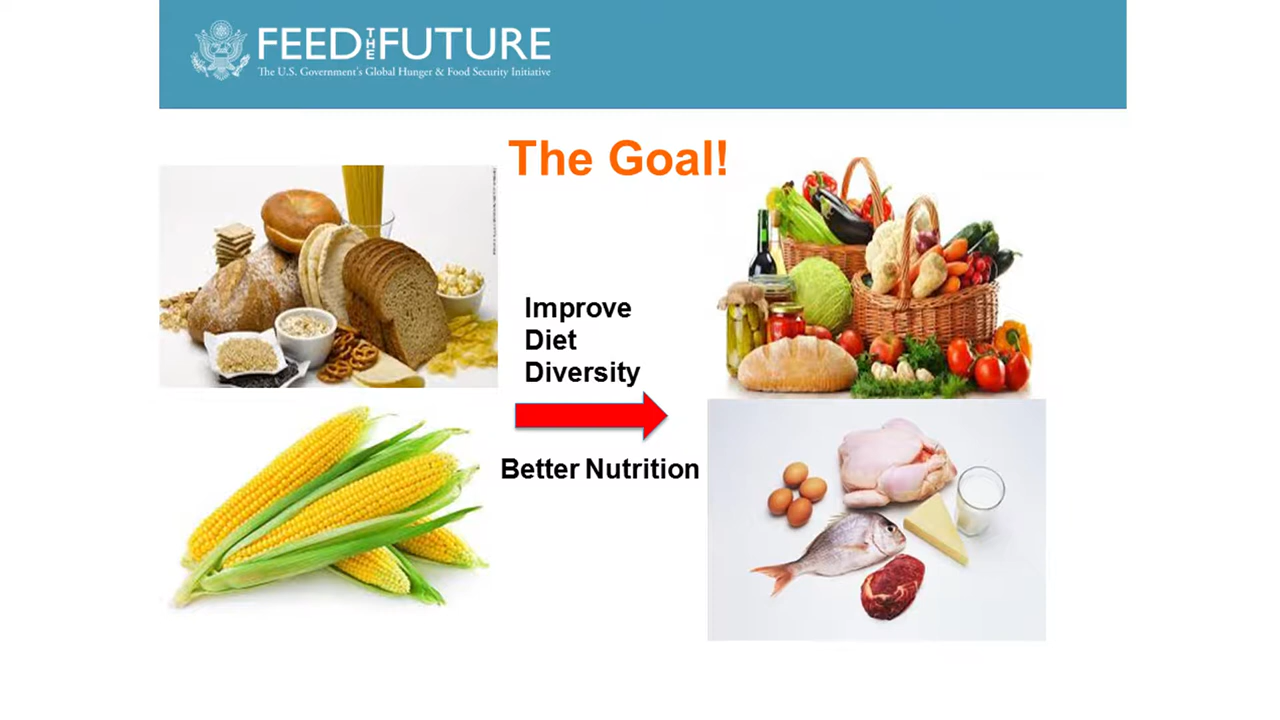 FEED THE FUTURE
The U.S. Government's Global Hunger & Food Security Initiative
The Goal!
Improve
Diet
Diversity
Better Nutrition